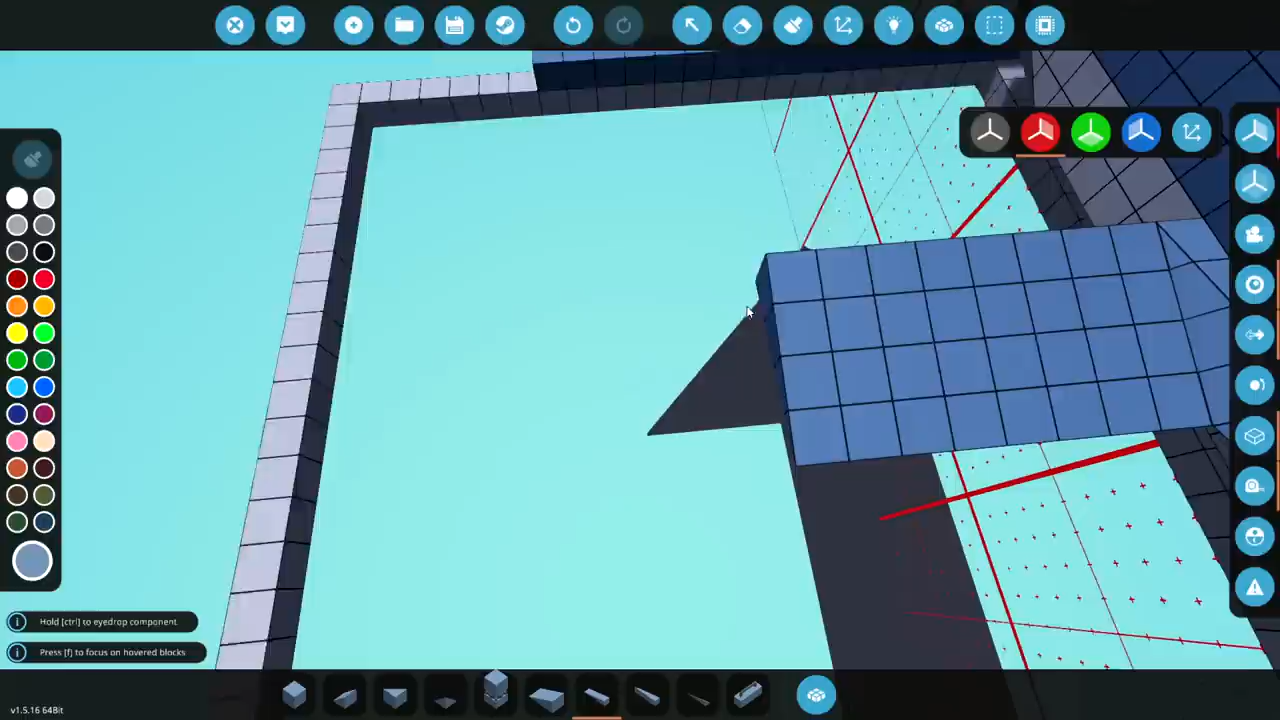 Hold [ctrl] to eyedrop component.
Press [f] to focus on hovered blocks
v1.5.16 64Bit